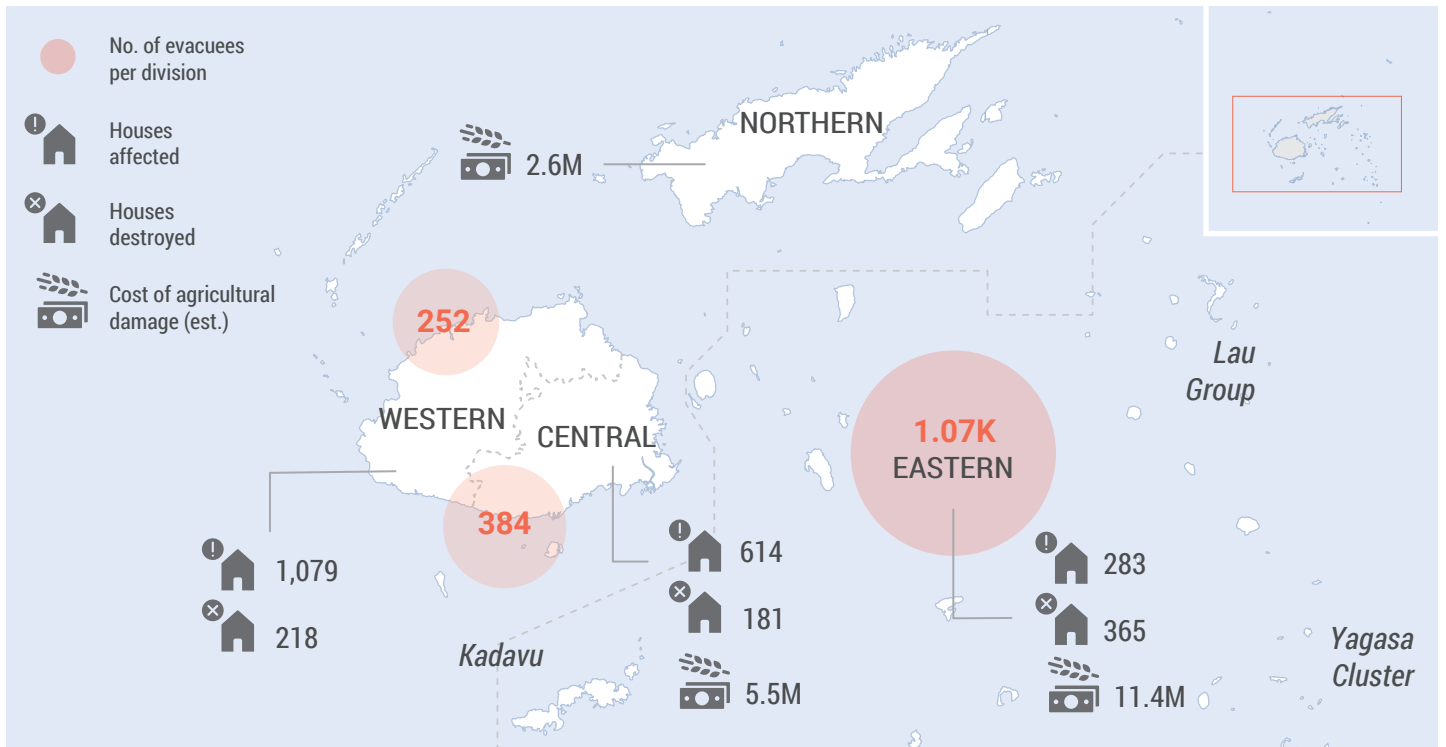 No. of evacuees
per division
Houses
affected
Houses
destroyed
Cost of agricultural
damage (est.)
NORTHERN
2.6M
252
WESTERN
CENTRAL
384
1,079
218
614
181
5.5M
1.07K
EASTERN
283
365
11.4M
Lau
Group
Kadavu
Yagasa
Cluster